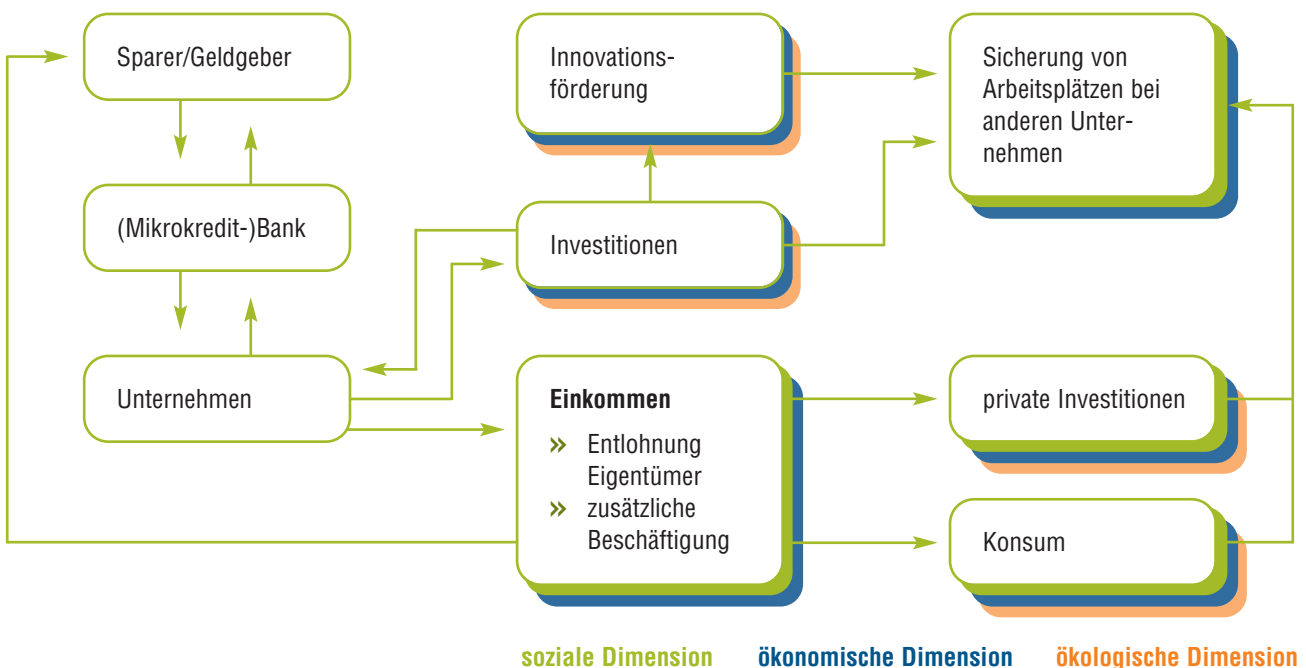 Sparer/Geldgeber
(Mikrokredit-)Bank
Unternehmen
Innovations-
förderung
Investitionen
Einkommen
» Entlohnung
Eigentümer
» zusätzliche
Beschäftigung
Sicherung von
Arbeitsplätzen bei
anderen Unter-
nehmen
private Investitionen
Konsum
soziale Dimension ökonomische Dimension ökologische Dimension